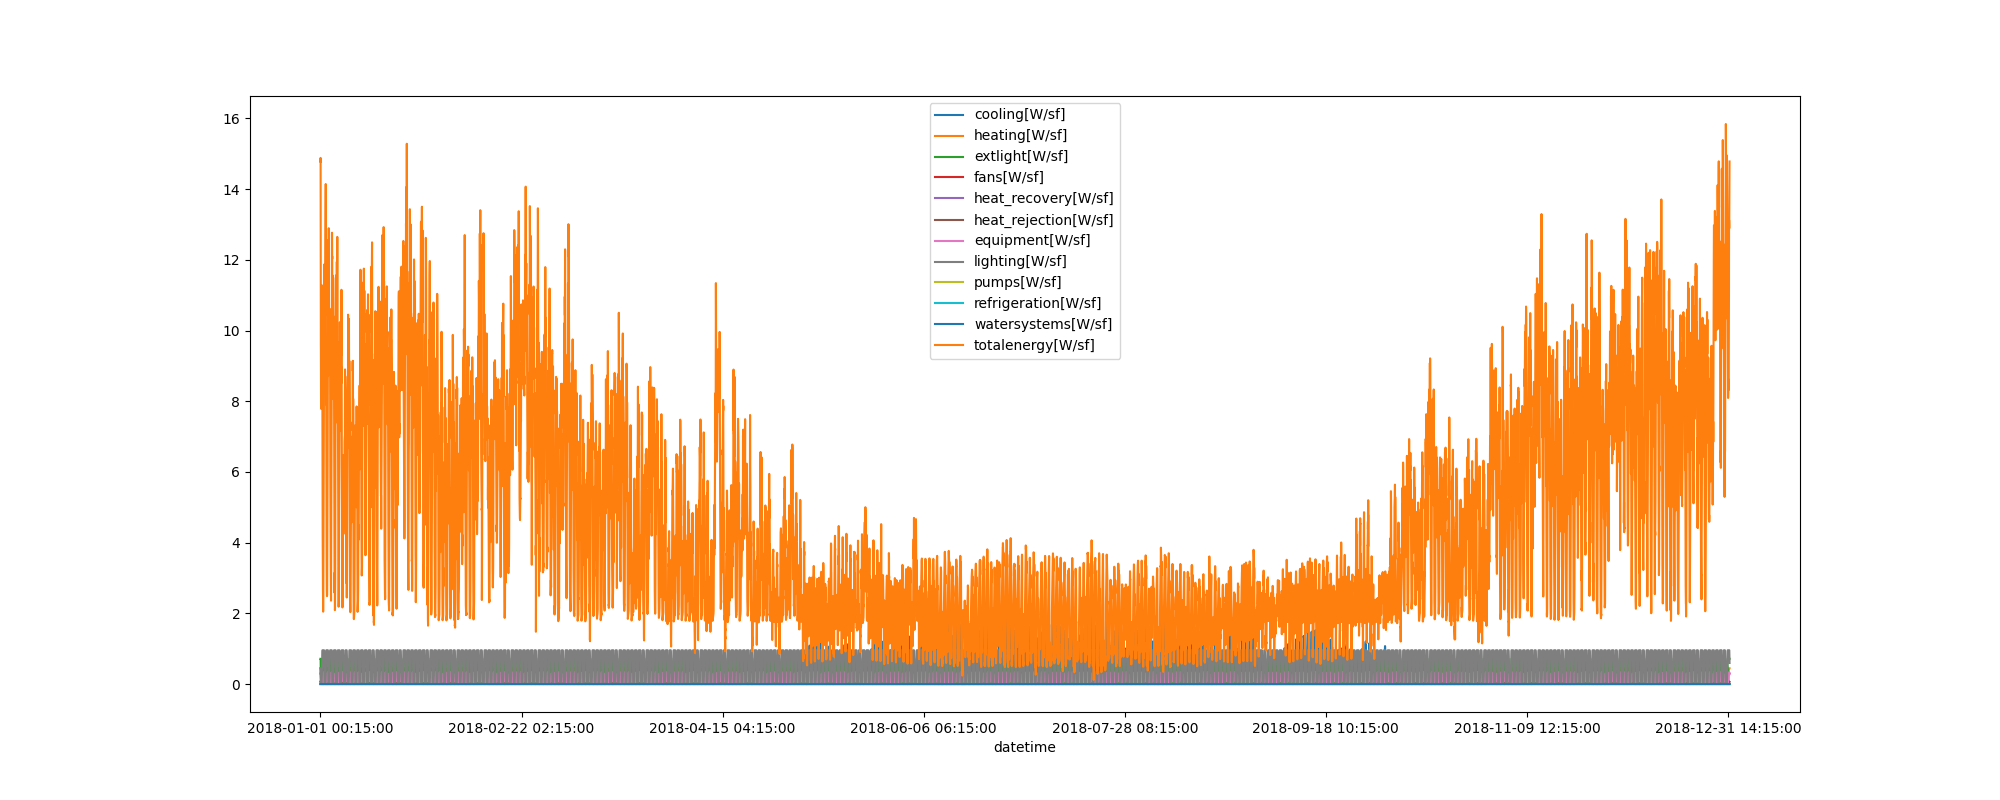 16
14
12
10
8
6
4
2
0
cooling[W/sf]
heating[W/sf]
extlight[W/sf]
fans[W/sf]
heat_recovery[W/sf]
heat_rejection[W/sf]
equipment[W/sf]
lighting[W/sf]
pumps[W/sf]
refrigeration[W/sf]
watersystems[W/sf]
totalenergy[W/sf]
2018-01-01 00:15:00 2018-02-22 02:15:00 2018-04-15 04:15:00 2018-06-06 06:15:00 2018-07-28 08:15:00 2018-09-18 10:15:00 2018-11-09 12:15:00 2018-12-31 14:15:00
datetime